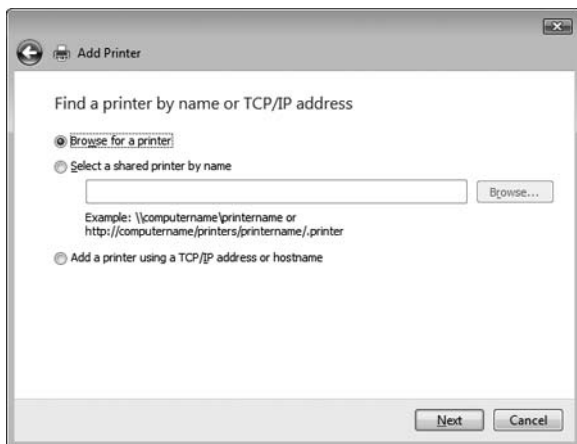 Add Printer
Find a printer by name or TCP/IP address
Browse for a printer
Select a shared printer by name
Browse...
Example: \\computername\printername or
http://computername/printers/printername/.printer
Add a printer using a TCP/IP address or hostname
Next Cancel